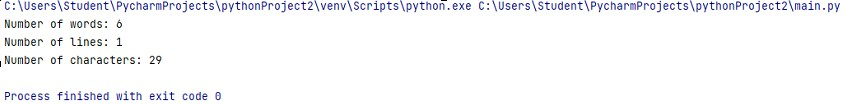 C:\Users\Student\PycharmProjects\pythonProject2\venv\Scripts\python.exe C:\Users\Student\PycharmProjects\pythonProject2\main.py
Number of words: 6
Number of lines: 1
Number of characters: 29
Process finished with exit code 0